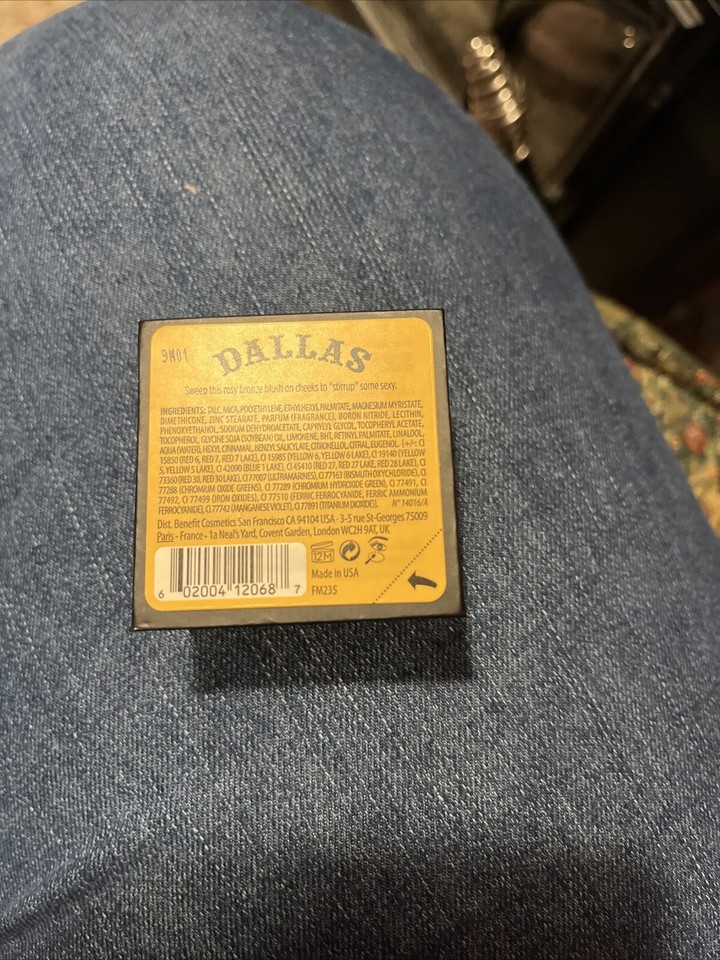 9N01
DALLAS
Sweep this rosy bronze blush on cheeks to "stirrup" some sexy.
INGREDIENTS: TALC, MICA, POLYETHYLENE, ETHYLHEXYL PALMITATE, MAGNESIUM MYRISTATE,
DIMETHICONE, ZINC STEARATE, PARFUM (FRAGRANCE), BORON NITRIDE, LECITHIN,
PHENOXYETHANOL, SODIUM DEHYDROACETATE, CAPRYLYL GLYCOL, TOCOPHERYL ACETATE,
TOCOPHEROL, GLYCINE SOJA (SOYBEAN) OIL, LIMONENE, BHT, RETINYL PALMITATE, LINALOOL,
AQUA (WATER), HEXYL CINNAMAL, BENZYL SALICYLATE, CITRONELLOL, CITRAL, EUGENOL. [+/-: CI
15850 (RED 6, RED 7, RED 7 LAKE), CI 15985 (YELLOW 6, YELLOW 6 LAKE), CI 19140 (YELLOW
5, YELLOW 5 LAKE), CI 42090 (BLUE 1 LAKE), CI 45410 (RED 27, RED 27 LAKE, RED 28 LAKE), CI
73360 (RED 30, RED 30 LAKE), CI 77007 (ULTRAMARINES), CI 77163 (BISMUTH OXYCHLORIDE), CI
77288 (CHROMIUM OXIDE GREENS), CI 77289 (CHROMIUM HYDROXIDE GREEN), CI 77491, CI
77492, CI 77499 (IRON OXIDES), CI 77510 (FERRIC FERROCYANIDE, FERRIC AMMONIUM
FERROCYANIDE), CI 77742 (MANGANESE VIOLET), CI 77891 (TITANIUM DIOXIDE)]. N° 14016/A
Dist. Benefit Cosmetics San Francisco CA 94104 USA · 3-5 rue St-Georges 75009
Paris - France - 1a Neal's Yard, Covent Garden, London WC2H 9AT, UK
12M
Made in USA
FM235
6 02004 12068 7